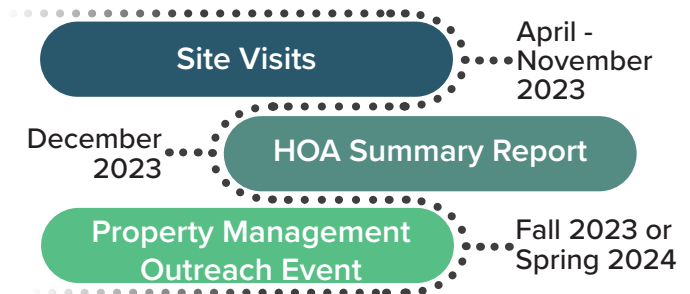 Site Visits
April -
November
2023
December
2023
HOA Summary Report
Property Management
Outreach Event
Fall 2023 or
Spring 2024